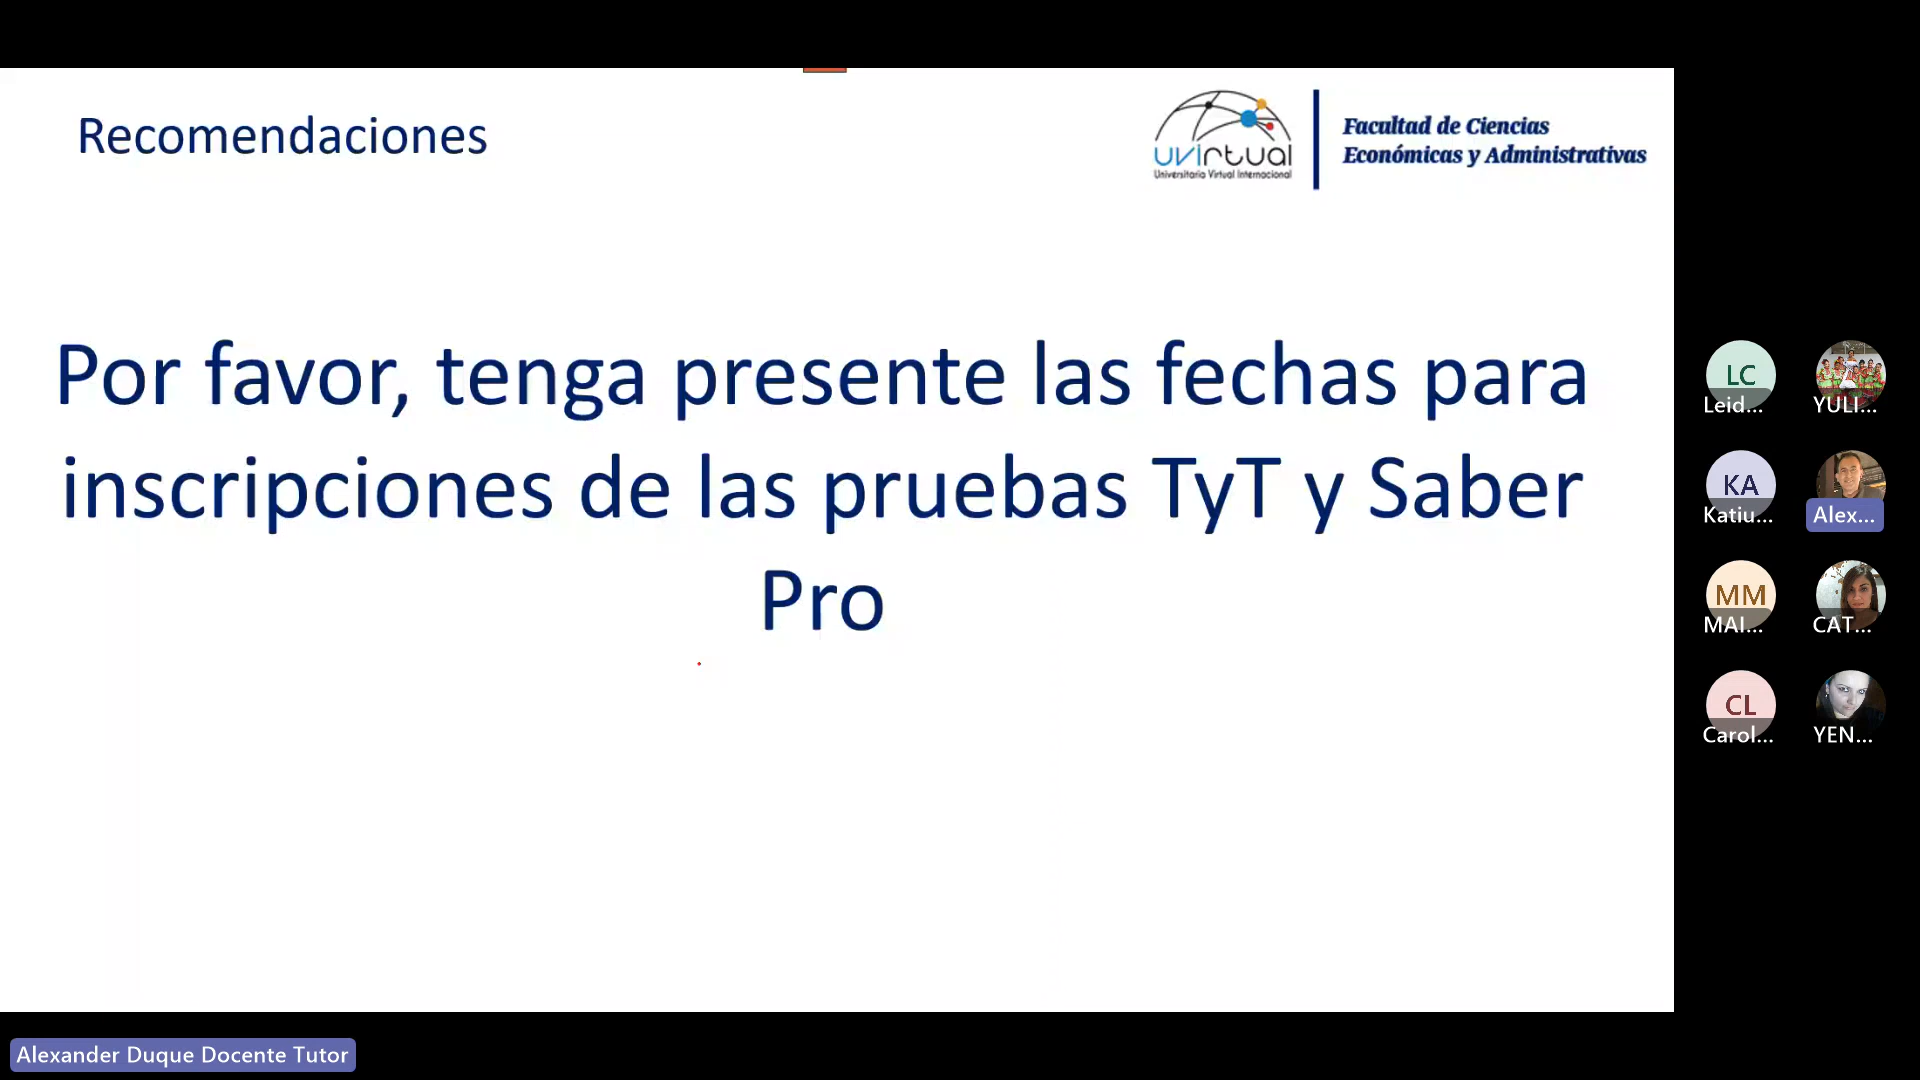 Recomendaciones
uvirtual
Universitaria Virtual Internacional
Facultad de Ciencias
Económicas y Administrativas
Por favor, tenga presente las fechas para
inscripciones de las pruebas TyT y Saber
Pro
LC
Leid...
YULI...
KA
Katiu...
Alex...
MM
MAI...
CAT...
CL
Carol...
YEN...
Alexander Duque Docente Tutor